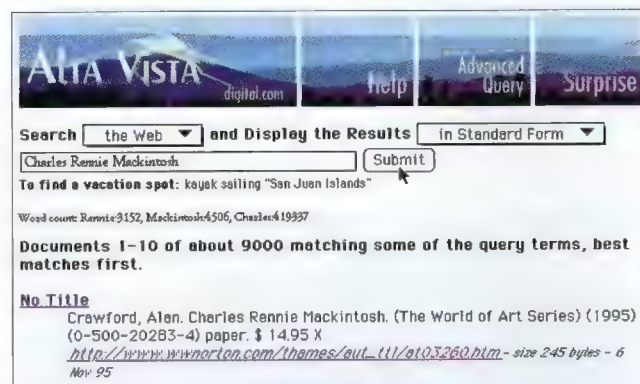 ALTA VISTA
digital.com
Help
Advanced
Query
Surprise
Search the Web and Display the Results in Standard Form
Charles Rennie Mackintosh Submit
To find a vacation spot: kayak sailing "San Juan Islands"
Word count: Rennie:3152, Mackintosh:4506, Charles:419337
Documents 1-10 of about 9000 matching some of the query terms, best
matches first.
No Title
Crawford, Alan. Charles Rennie Mackintosh. (The World of Art Series) (1995)
(0-500-20283-4) paper. $ 14.95 X
http://www.wwnorton.com/thames/aut_ttl/at03260.htm - size 245 bytes - 6
Nov 95